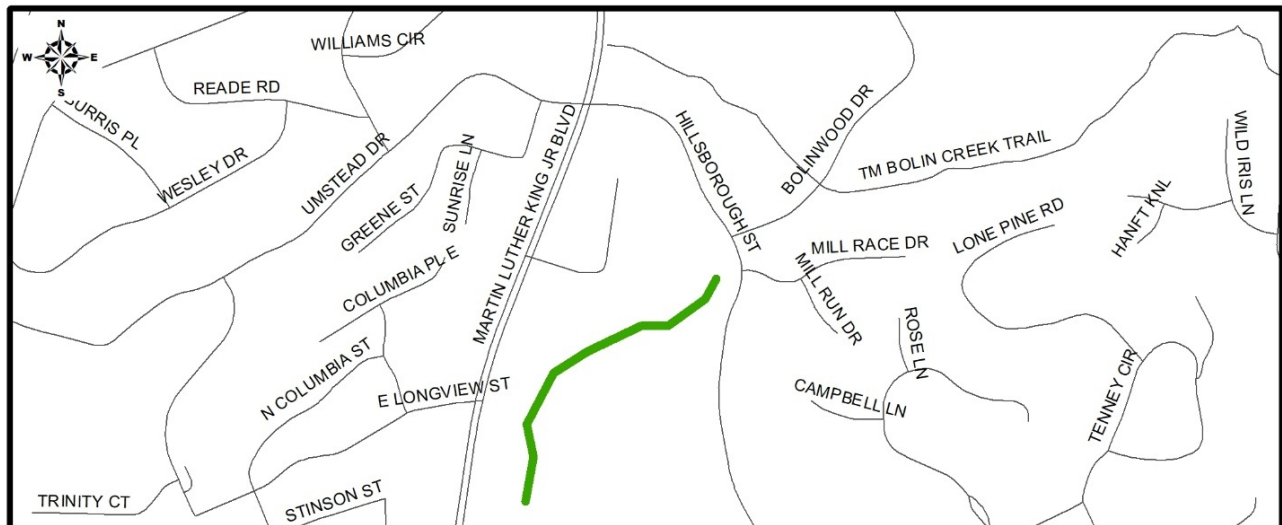 N
W E
S
WILLIAMS CIR
READE RD
WESLEY DR
UMSTEAD DR
GREENE ST
SUNRISE LN
COLUMBIA PL E
MARTIN LUTHER KING JR BLVD
HILLSBOROUGH ST
BOLINWOOD DR
TM BOLIN CREEK TRAIL
WILD IRIS LN
HANFT KNL
LONE PINE RD
MILL RACE DR
MILL RUN DR
ROSE LN
CAMPBELL LN
TENNEY CIR
N COLUMBIA ST
E LONGVIEW ST
STINSON ST
TRINITY CT
PL